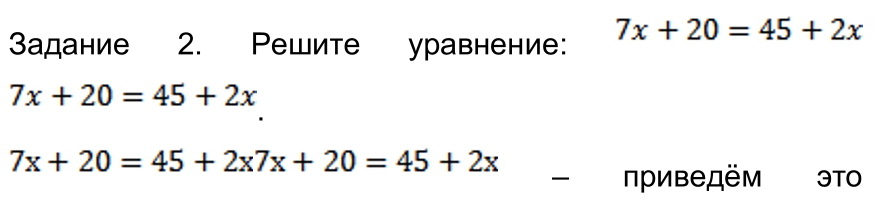 Задание 2. Решите уравнение: 7x + 20 = 45 + 2x
7x + 20 = 45 + 2x.
7x + 20 = 45 + 2x7x + 20 = 45 + 2x – приведём это